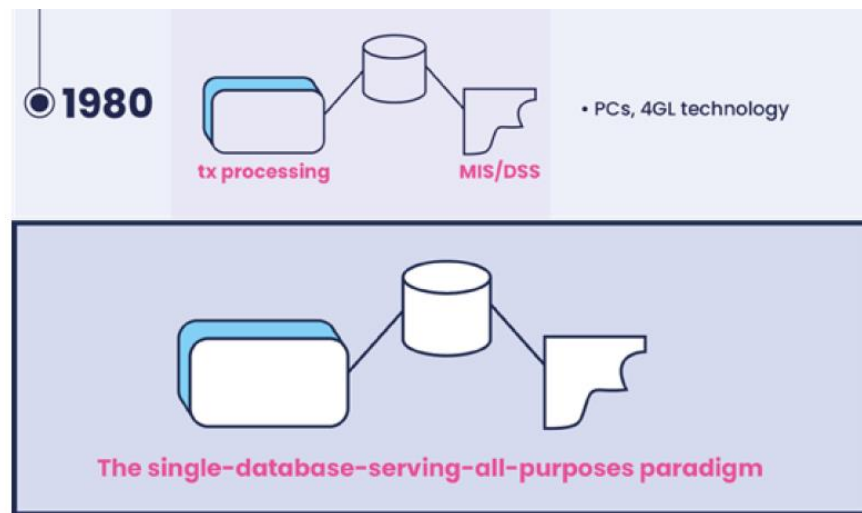 1980
tx processing
MIS/DSS
• PCs, 4GL technology
The single-database-serving-all-purposes paradigm